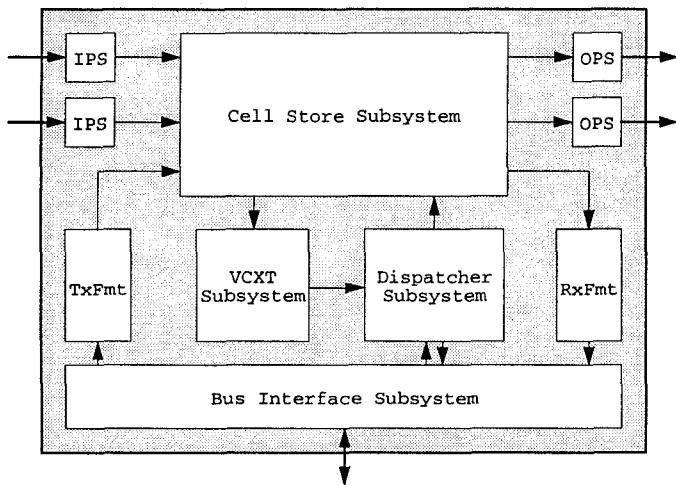 IPS
OPS
IPS
OPS
Cell Store Subsystem
TxFmt
VCXT
Subsystem
Dispatcher
Subsystem
RxFmt
Bus Interface Subsystem